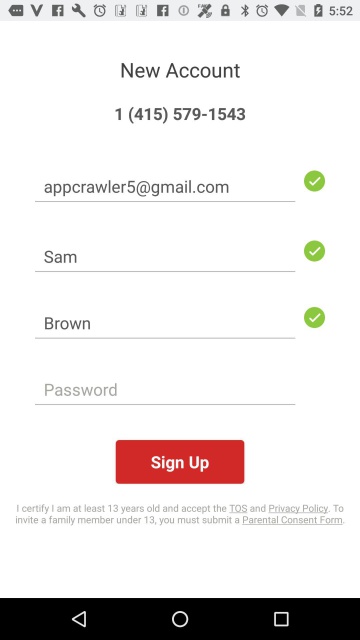 5:52
New Account
1 (415) 579-1543
appcrawler5@gmail.com
Sam
Brown
Password
Sign Up
I certify I am at least 13 years old and accept the TOS and Privacy Policy. To
invite a family member under 13, you must submit a Parental Consent Form.